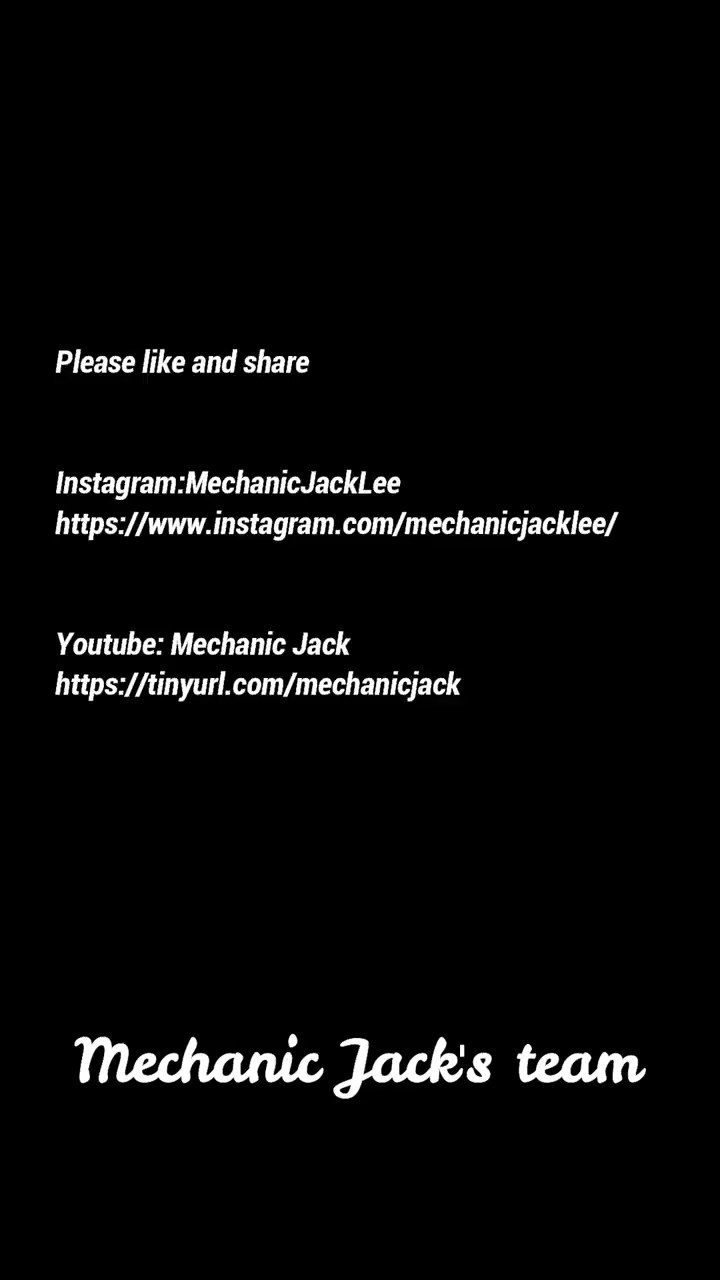 Please like and share
Instagram:MechanicJackLee
https://www.instagram.com/mechanicjacklee/
Youtube: Mechanic Jack
https://tinyurl.com/mechanicjack
Mechanic Jack's team